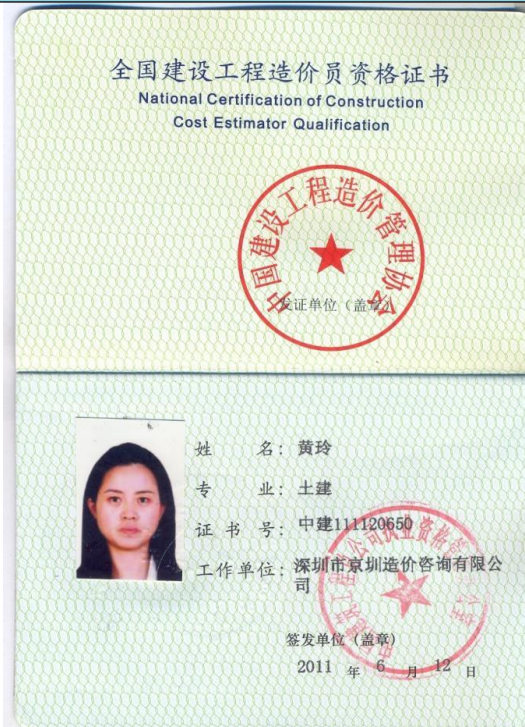 全国建设工程造价员资格证书
National Certification of Construction
Cost Estimator Qualification
中国建设工程造价管理协会
发证单位（盖章）
姓 名：黄玲
专 业：土建
证 书 号：中建111120650
工作单位：深圳市京圳造价咨询有限公
司
签发单位（盖章）
2011 年 6 月 12 日